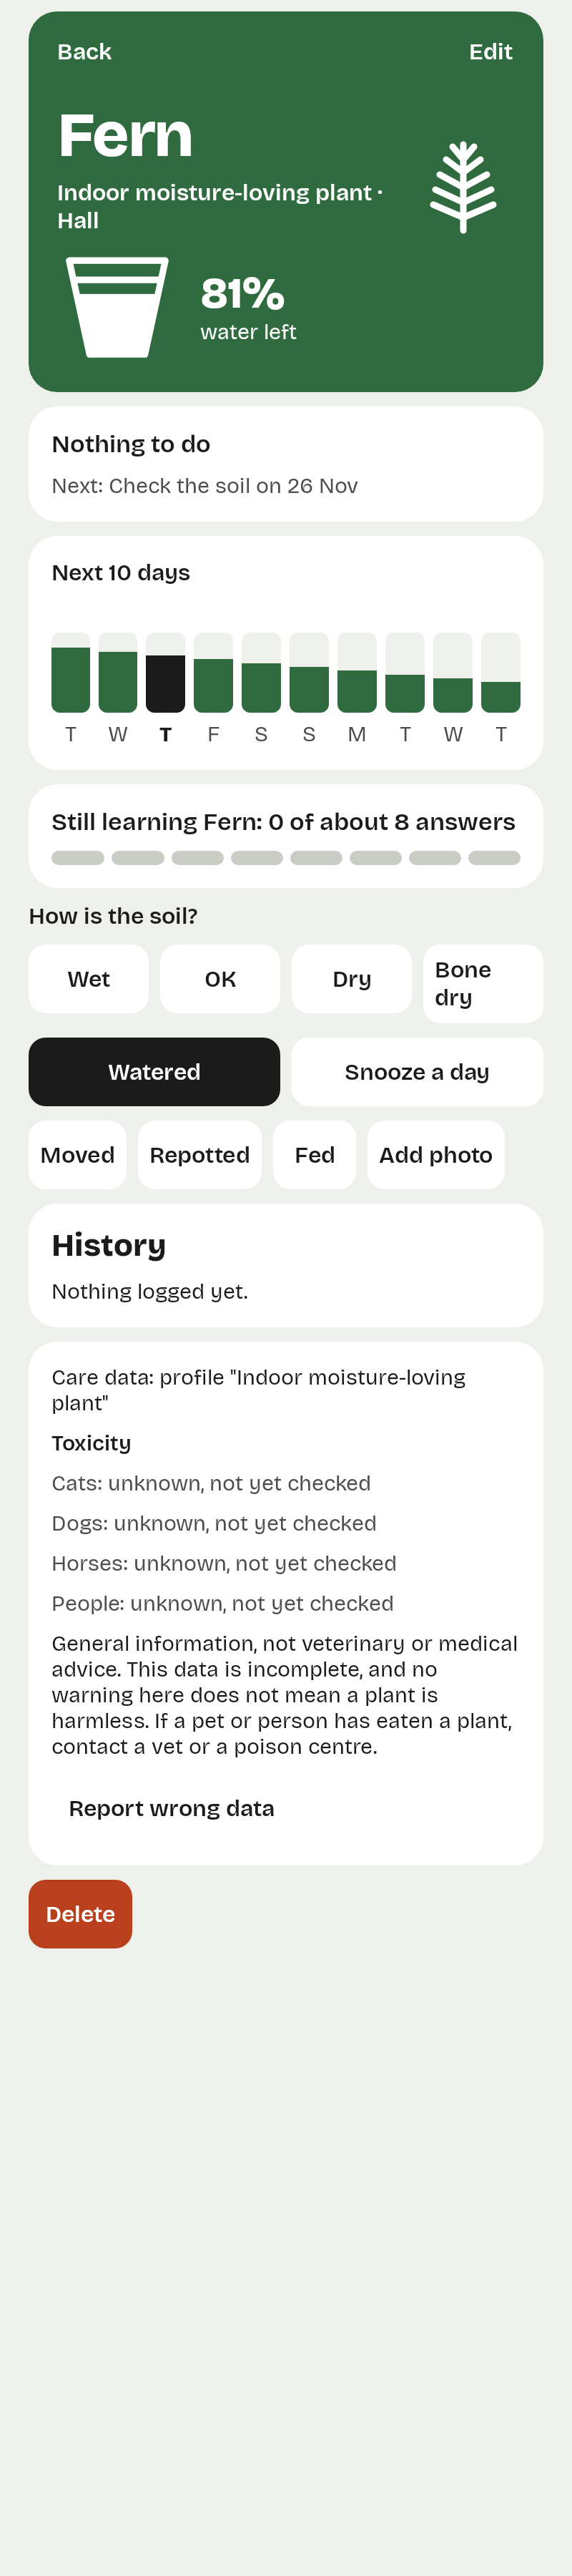 Back
Edit
Fern
Indoor moisture-loving plant ·
Hall
81%
water left
Nothing to do
Next: Check the soil on 26 Nov
Next 10 days
T W T F S S M T W T
Still learning Fern: 0 of about 8 answers
How is the soil?
Wet
OK
Dry
Bone
dry
Watered
Snooze a day
Moved
Repotted
Fed
Add photo
History
Nothing logged yet.
Care data: profile "Indoor moisture-loving
plant"
Toxicity
Cats: unknown, not yet checked
Dogs: unknown, not yet checked
Horses: unknown, not yet checked
People: unknown, not yet checked
General information, not veterinary or medical
advice. This data is incomplete, and no
warning here does not mean a plant is
harmless. If a pet or person has eaten a plant,
contact a vet or a poison centre.
Report wrong data
Delete